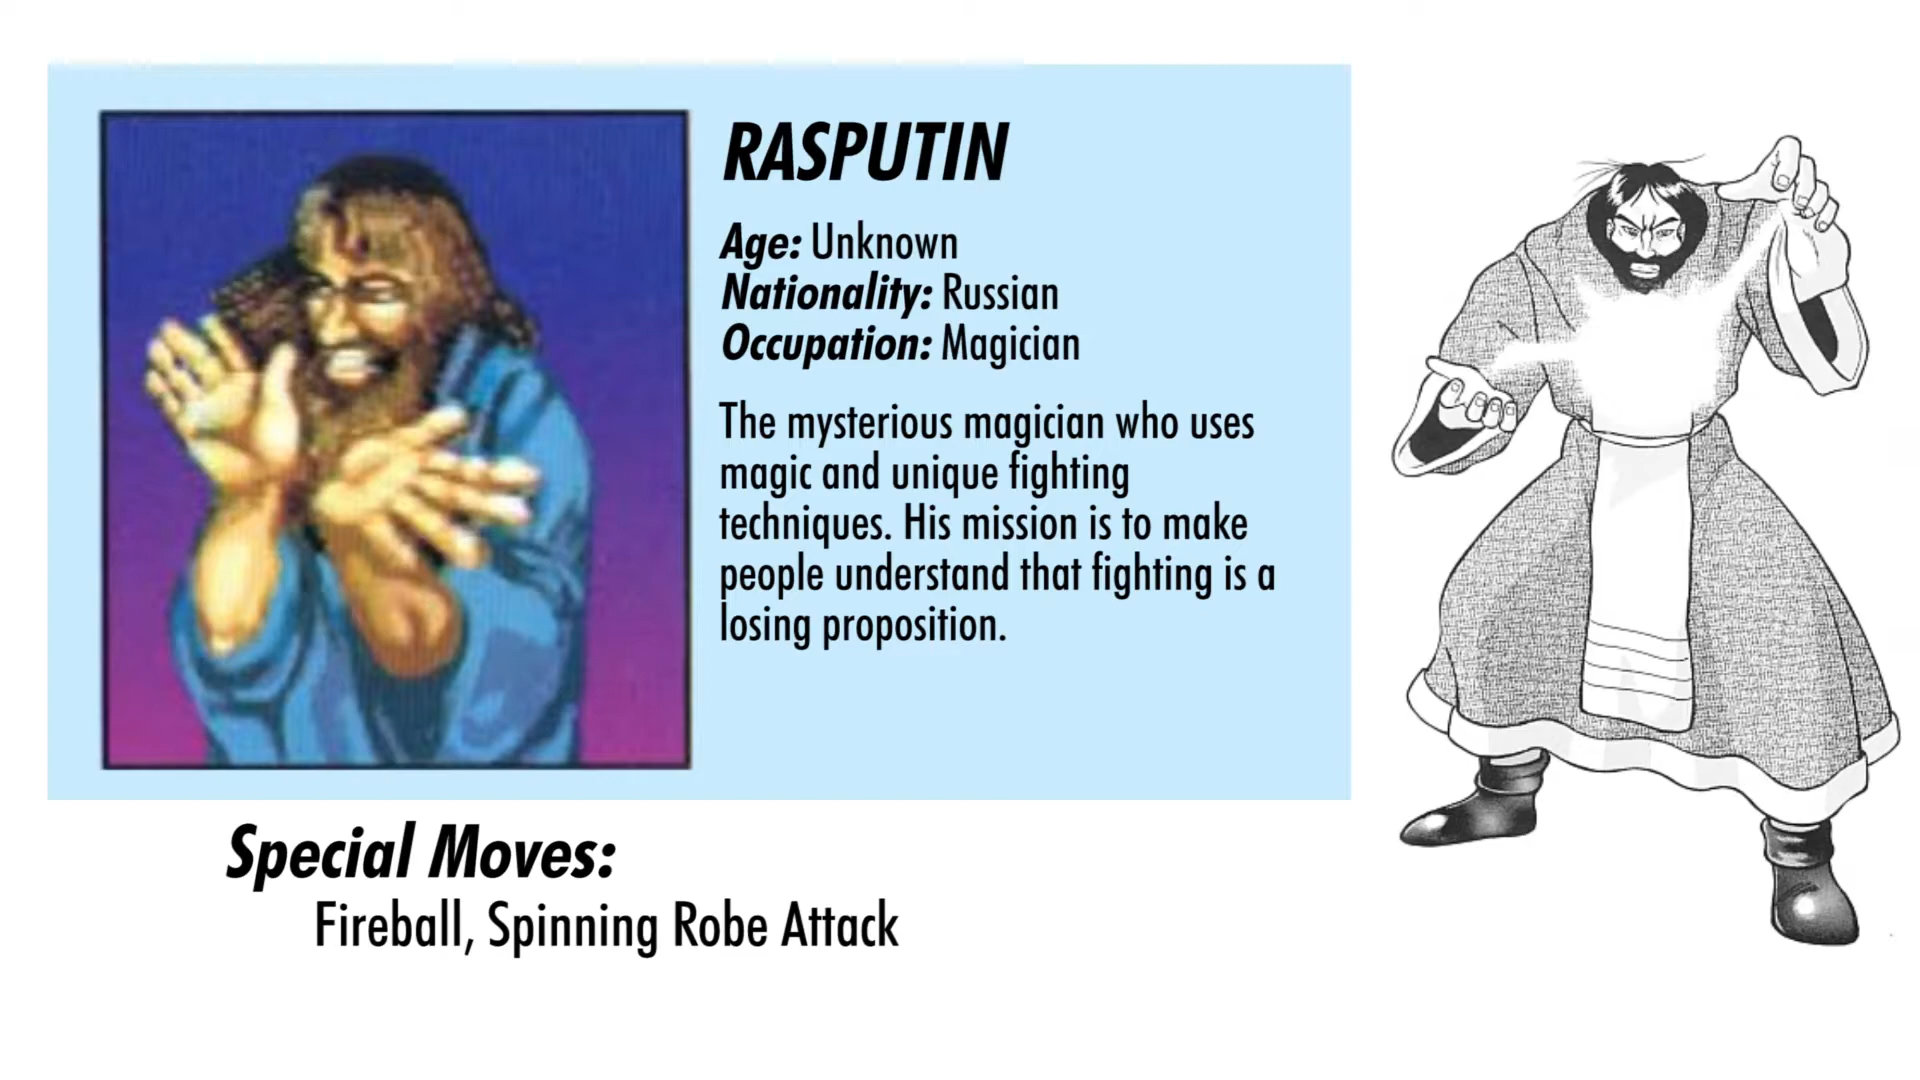 RASPUTIN
Age: Unknown
Nationality: Russian
Occupation: Magician
The mysterious magician who uses
magic and unique fighting
techniques. His mission is to make
people understand that fighting is a
losing proposition.
Special Moves:
Fireball, Spinning Robe Attack